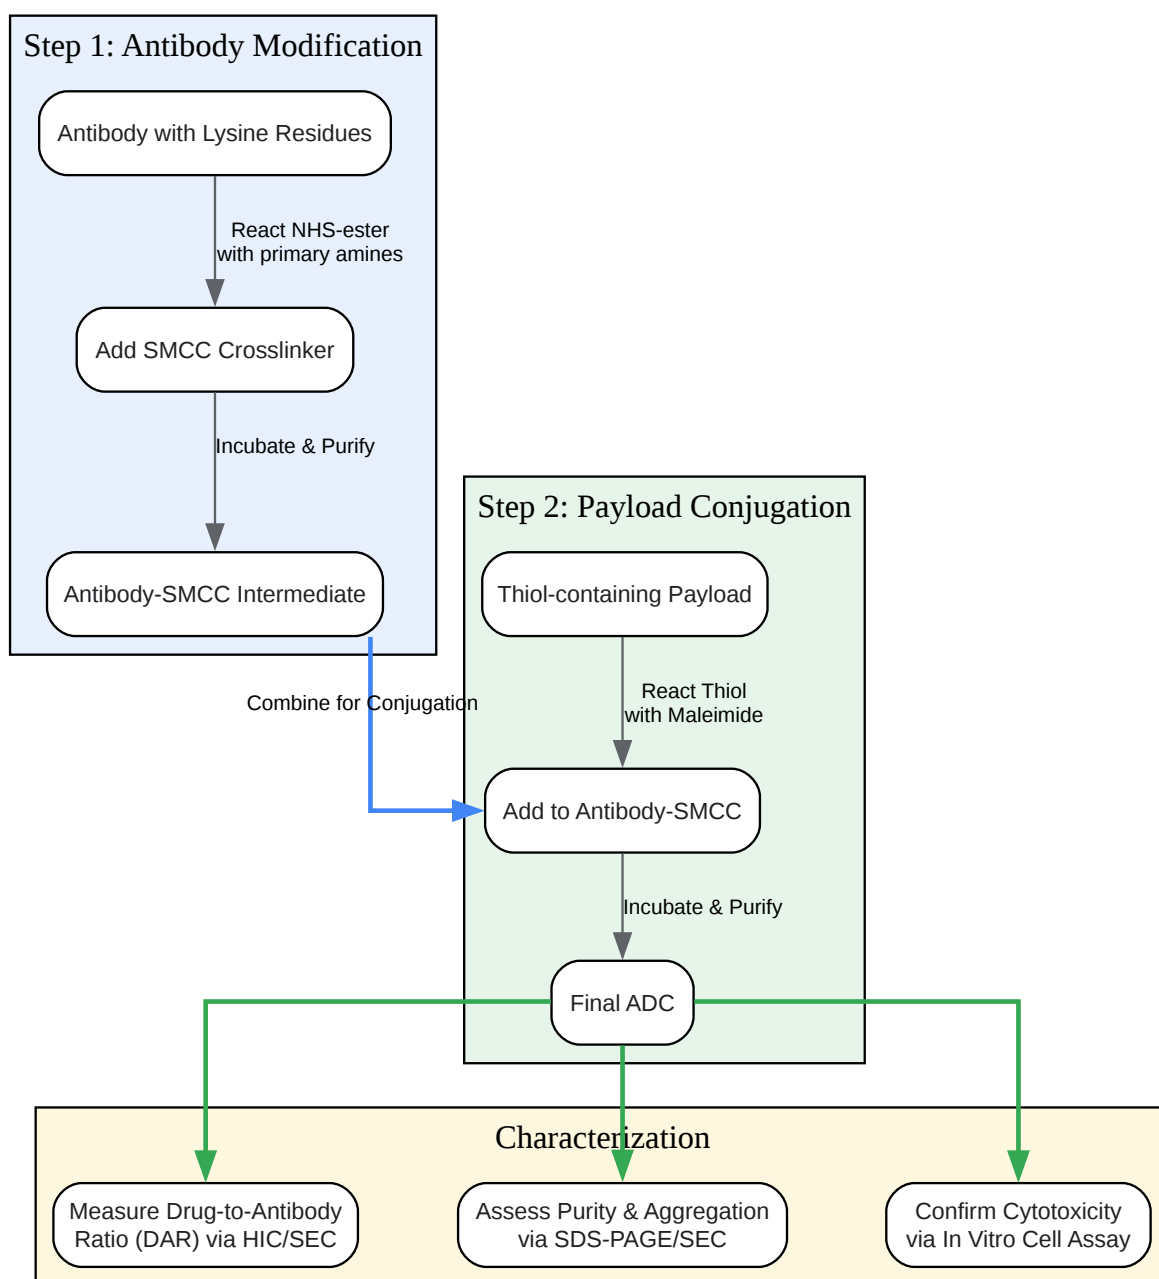 Step 1: Antibody Modification
Antibody with Lysine Residues
React NHS-ester
with primary amines
Add SMCC Crosslinker
Incubate & Purify
Antibody-SMCC Intermediate
Combine for Conjugation
Step 2: Payload Conjugation
Thiol-containing Payload
React Thiol
with Maleimide
Add to Antibody-SMCC
Incubate & Purify
Final ADC
Characterization
Measure Drug-to-Antibody
Ratio (DAR) via HIC/SEC
Assess Purity & Aggregation
via SDS-PAGE/SEC
Confirm Cytotoxicity
via In Vitro Cell Assay